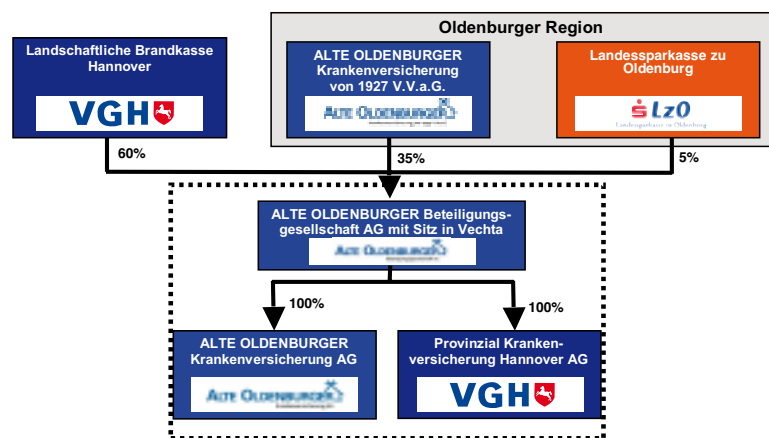 Oldenburger Region
Landschaftliche Brandkasse
Hannover
VGH
ALTE OLDENBURGER
Krankenversicherung
von 1927 V.V.a.G.
ALTE OLDENBURGER
Landessparkasse zu
Oldenburg
LzO
Landessparkasse zu Oldenburg
60%
35%
5%
ALTE OLDENBURGER Beteiligungs-
gesellschaft AG mit Sitz in Vechta
ALTE OLDENBURGER
100%
100%
ALTE OLDENBURGER
Krankenversicherung AG
ALTE OLDENBURGER
Provinzial Kranken-
versicherung Hannover AG
VGH